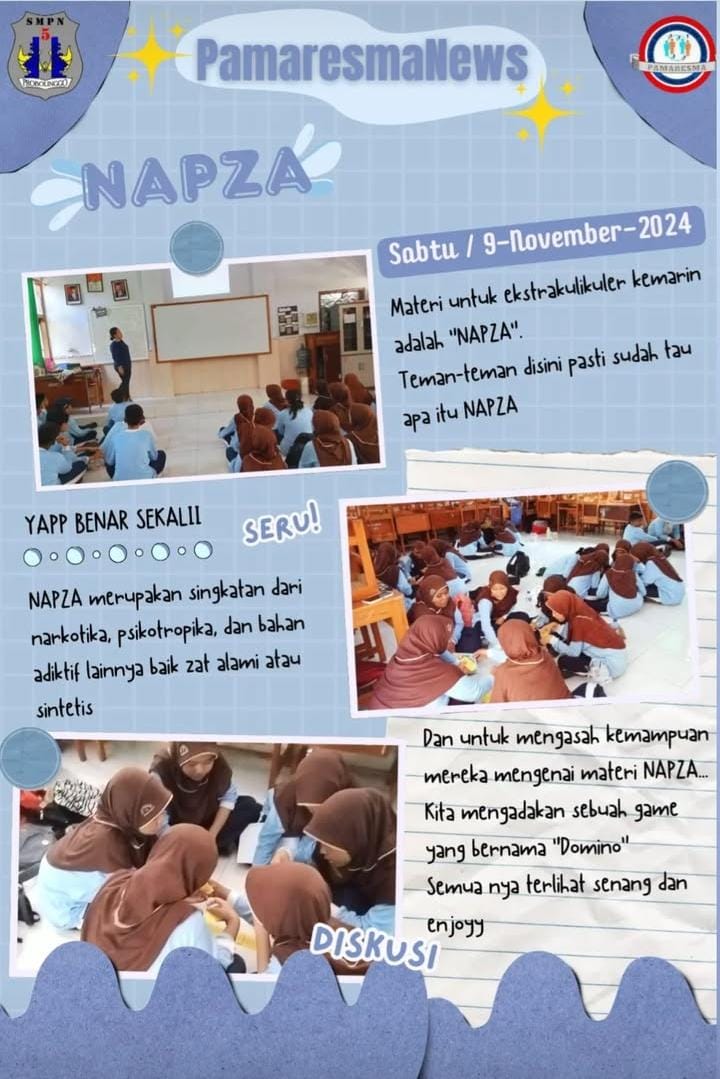 SMPN
5
PROBOLINGGO
PamaresmaNews
PAMARESMA
NAPZA
Sabtu / 9-November-2024
Materi untuk ekstrakulikuler kemarin
adalah "NAPZA".
Teman-teman disini pasti sudah tau
apa itu NAPZA
YAPP BENAR SEKALII
SERU!
NAPZA merupakan singkatan dari
narkotika, psikotropika, dan bahan
adiktif lainnya baik zat alami atau
sintetis
Dan untuk mengasah kemampuan
mereka mengenai materi NAPZA...
Kita mengadakan sebuah game
yang bernama "Domino"
Semua nya terlihat senang dan
enjoyy
DISKUSI